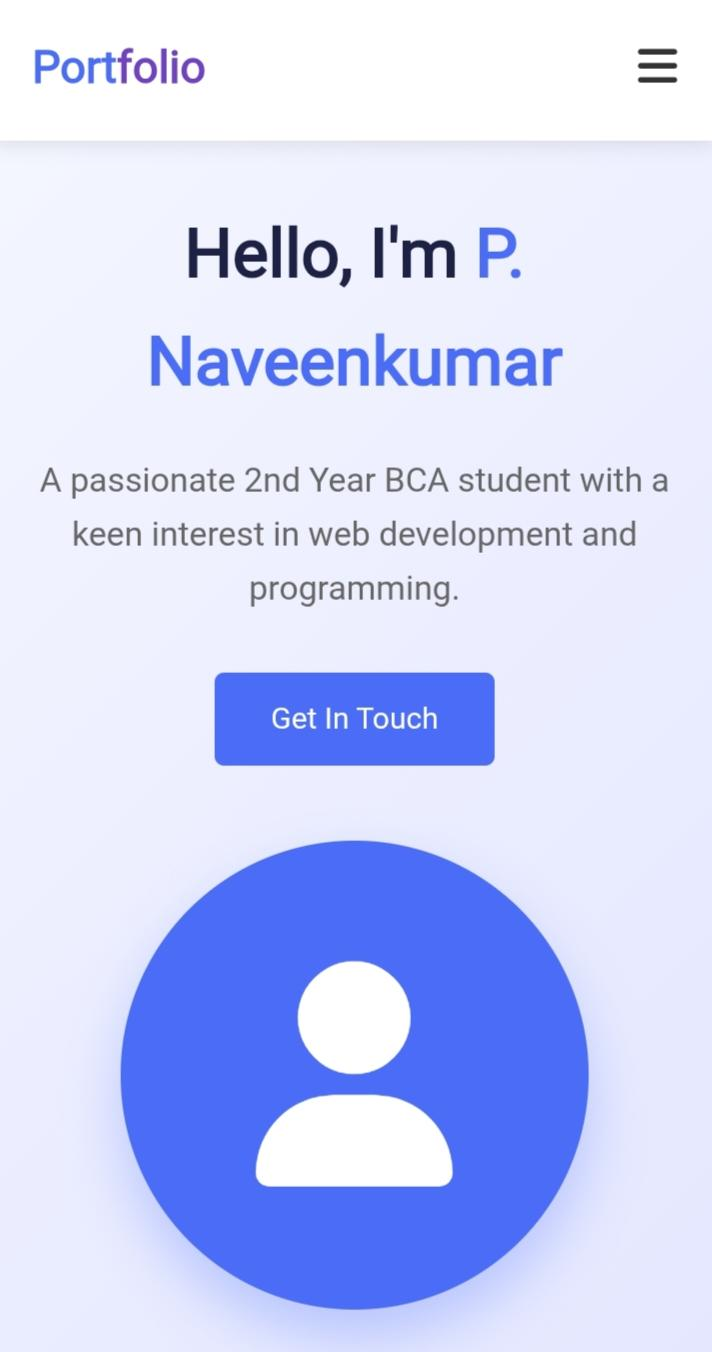 Portfolio
Hello, I'm P.
Naveenkumar
A passionate 2nd Year BCA student with a
keen interest in web development and
programming.
Get In Touch